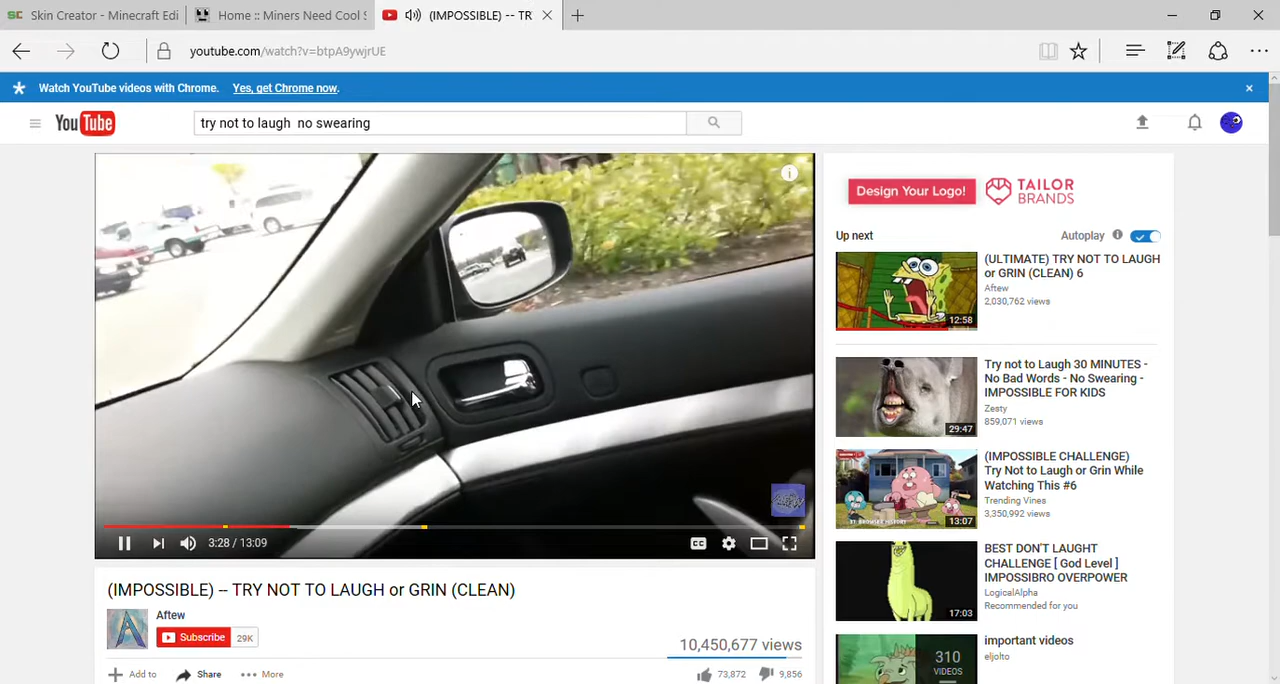 Skin Creator - Minecraft Edi
Home :: Miners Need Cool S
(IMPOSSIBLE) -- TR
youtube.com/watch?v=btpA9ywjrUE
Watch YouTube videos with Chrome. Yes, get Chrome now.
YouTube
try not to laugh no swearing
Design Your Logo! TAILOR BRANDS
Up next
Autoplay
(ULTIMATE) TRY NOT TO LAUGH
or GRIN (CLEAN) 6
Aftew
2,030,762 views
12:58
Try not to Laugh 30 MINUTES -
No Bad Words - No Swearing -
IMPOSSIBLE FOR KIDS
Zesty
859,071 views
29:47
(IMPOSSIBLE CHALLENGE)
Try Not to Laugh or Grin While
Watching This #6
Trending Vines
3,350,992 views
13:07
BEST DON'T LAUGHT
CHALLENGE [ God Level ]
IMPOSSIBRO OVERPOWER
LogicalAlpha
Recommended for you
17:03
important videos
eljolto
310
VIDEOS
3:28 / 13:09
CC
(IMPOSSIBLE) -- TRY NOT TO LAUGH or GRIN (CLEAN)
Aftew
Subscribe 29K
10,450,677 views
Add to
Share
More
73,872
9,856